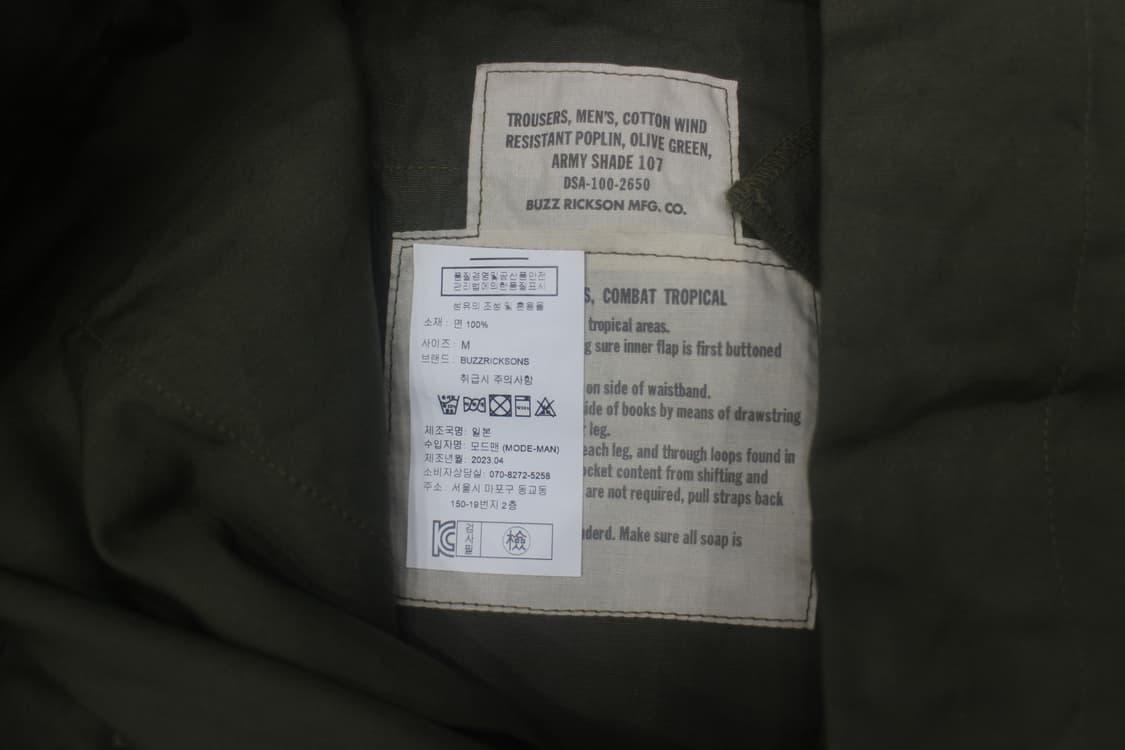 TROUSERS, MEN'S, COTTON WIND
RESISTANT POPLIN, OLIVE GREEN,
ARMY SHADE 107
DSA-100-2650
BUZZ RICKSON MFG. CO.
S, COMBAT TROPICAL
tropical areas.
g sure inner flap is first buttoned
on side of waistband.
ide of books by means of drawstring
leg.
each leg, and through loops found in
ocket content from shifting and
are not required, pull straps back
nderd. Make sure all soap is
품질경영및공산품안전
관리법에의한품질표시
섬유의 조성 및 혼용율
소재 : 면 100%
사이즈 : M
브랜드 : BUZZRICKSONS
취급시 주의사항
제조국명 : 일본
수입자명 : 모드맨 (MODE-MAN)
제조년월 : 2023.04
소비자상담실: 070-8272-5258
주소 : 서울시 마포구 동교동
150-19번지 2층
KC
검사필
檢